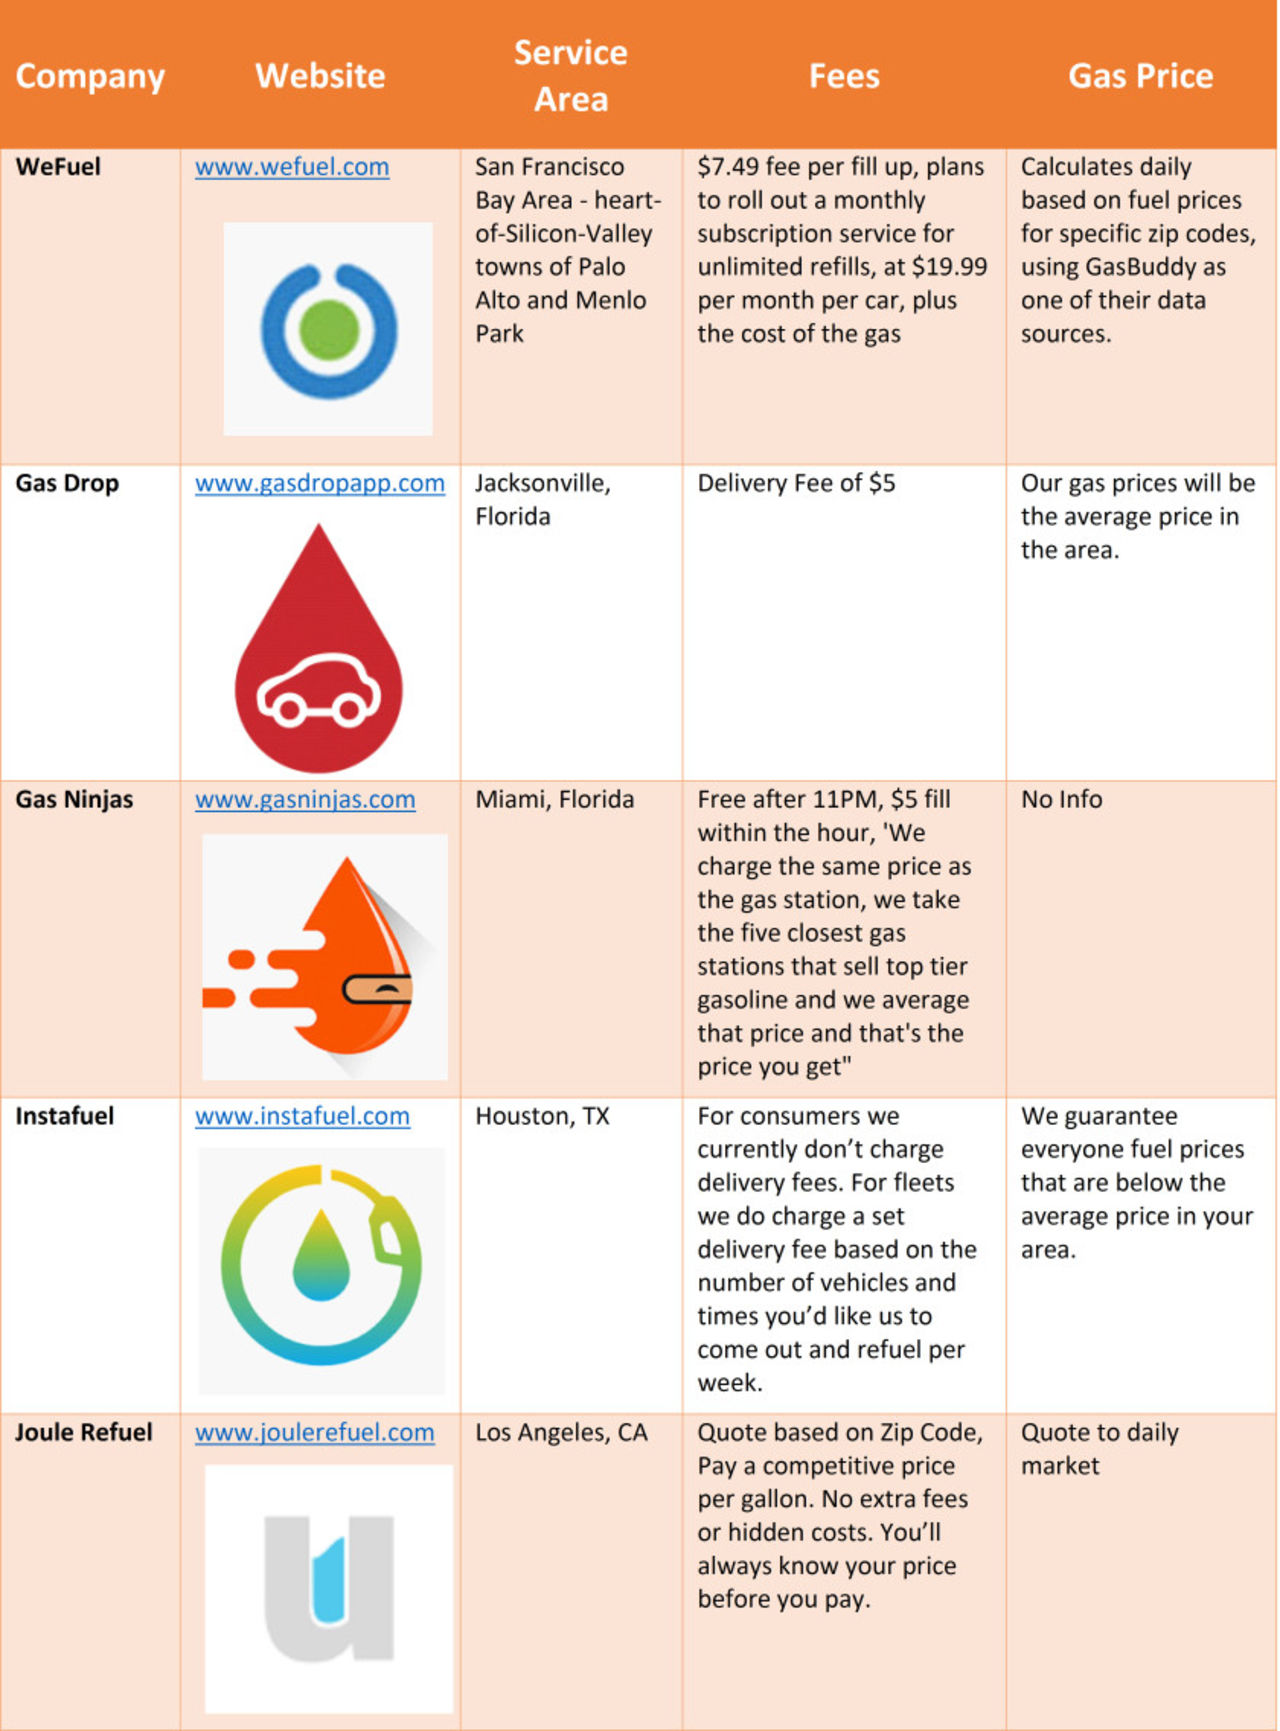 Company
Website
Service
Area
Fees
Gas Price
WeFuel
www.wefuel.com
San Francisco
Bay Area - heart-
of-Silicon-Valley
towns of Palo
Alto and Menlo
Park
$7.49 fee per fill up, plans
to roll out a monthly
subscription service for
unlimited refills, at $19.99
per month per car, plus
the cost of the gas
Calculates daily
based on fuel prices
for specific zip codes,
using GasBuddy as
one of their data
sources.
Gas Drop
www.gasdropapp.com
Jacksonville,
Florida
Delivery Fee of $5
Our gas prices will be
the average price in
the area.
Gas Ninjas
www.gasninjas.com
Miami, Florida
Free after 11PM, $5 fill
within the hour, 'We
charge the same price as
the gas station, we take
the five closest gas
stations that sell top tier
gasoline and we average
that price and that's the
price you get"
No Info
Instafuel
www.instafuel.com
Houston, TX
For consumers we
currently don’t charge
delivery fees. For fleets
we do charge a set
delivery fee based on the
number of vehicles and
times you’d like us to
come out and refuel per
week.
We guarantee
everyone fuel prices
that are below the
average price in your
area.
Joule Refuel
www.joulerefuel.com
Los Angeles, CA
Quote based on Zip Code,
Pay a competitive price
per gallon. No extra fees
or hidden costs. You’ll
always know your price
before you pay.
Quote to daily
market